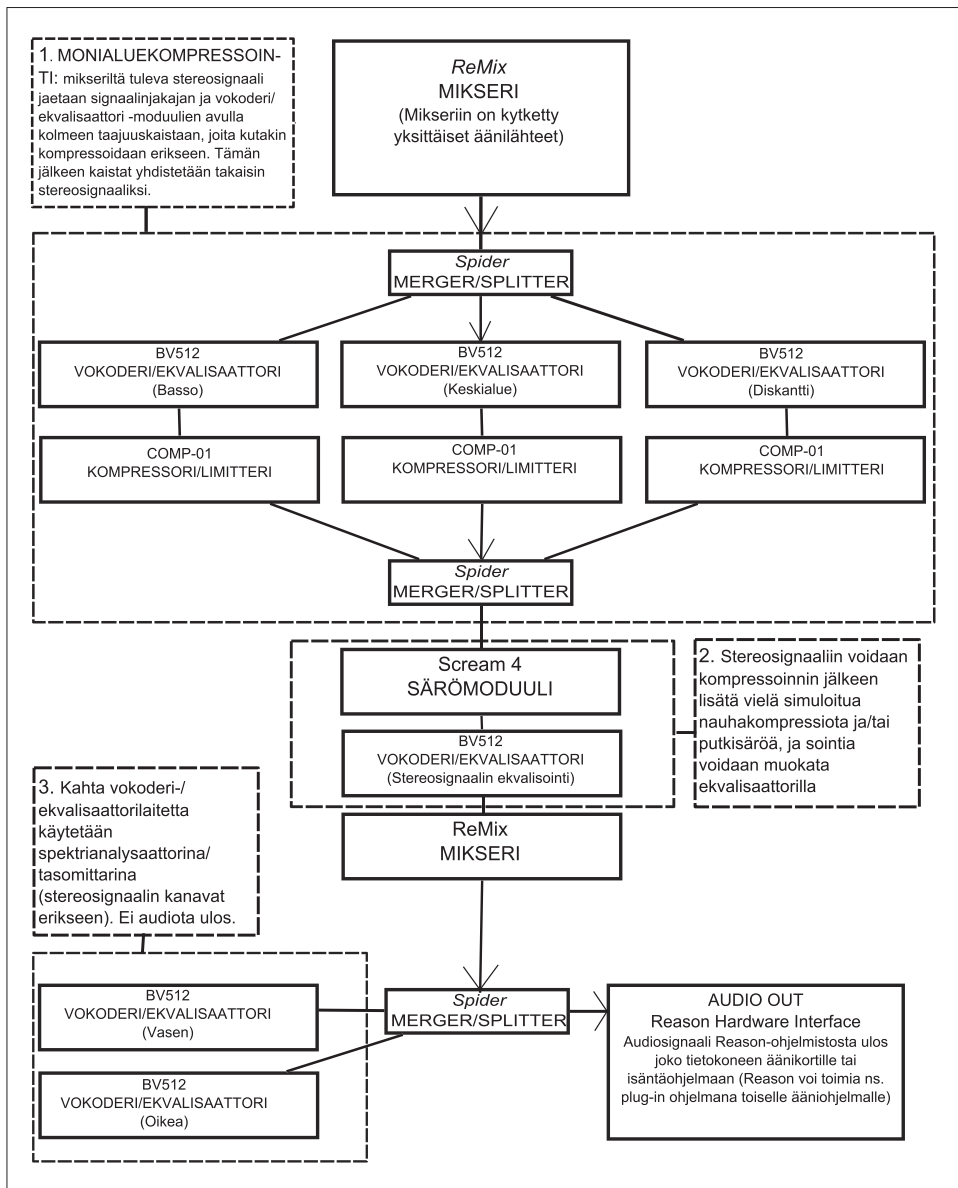 1. MONIALUEKOMPRESSOIN-
TI: mikseriltä tuleva stereosignaali
jaetaan signaalinjakajan ja vokoderi/
ekvalisaattori -moduulien avulla
kolmeen taajuuskaistaan, joita kutakin
kompressoidaan erikseen. Tämän
jälkeen kaistat yhdistetään takaisin
stereosignaaliksi.
ReMix
MIKSERI
(Mikseriin on kytketty
yksittäiset äänilähteet)
Spider
MERGER/SPLITTER
BV512
VOKODERI/EKVALISAATTORI
(Basso)
BV512
VOKODERI/EKVALISAATTORI
(Keskialue)
BV512
VOKODERI/EKVALISAATTORI
(Diskantti)
COMP-01
KOMPRESSORI/LIMITTERI
COMP-01
KOMPRESSORI/LIMITTERI
COMP-01
KOMPRESSORI/LIMITTERI
Spider
MERGER/SPLITTER
Scream 4
SÄRÖMODUULI
BV512
VOKODERI/EKVALISAATTORI
(Stereosignaalin ekvalisointi)
2. Stereosignaaliin voidaan
kompressoinnin jälkeen
lisätä vielä simuloitua
nauhakompressiota ja/tai
putkisäröä, ja sointia
voidaan muokata
ekvalisaattorilla
ReMix
MIKSERI
3. Kahta vokoderi-/
ekvalisaattorilaitetta
käytetään
spektrianalysaattorina/
tasomittarina
(stereosignaalin kanavat
erikseen). Ei audiota ulos.
BV512
VOKODERI/EKVALISAATTORI
(Vasen)
BV512
VOKODERI/EKVALISAATTORI
(Oikea)
Spider
MERGER/SPLITTER
AUDIO OUT
Reason Hardware Interface
Audiosignaali Reason-ohjelmistosta ulos
joko tietokoneen äänikortille tai
isäntäohjelmaan (Reason voi toimia ns.
plug-in ohjelmana toiselle ääniohjelmalle)